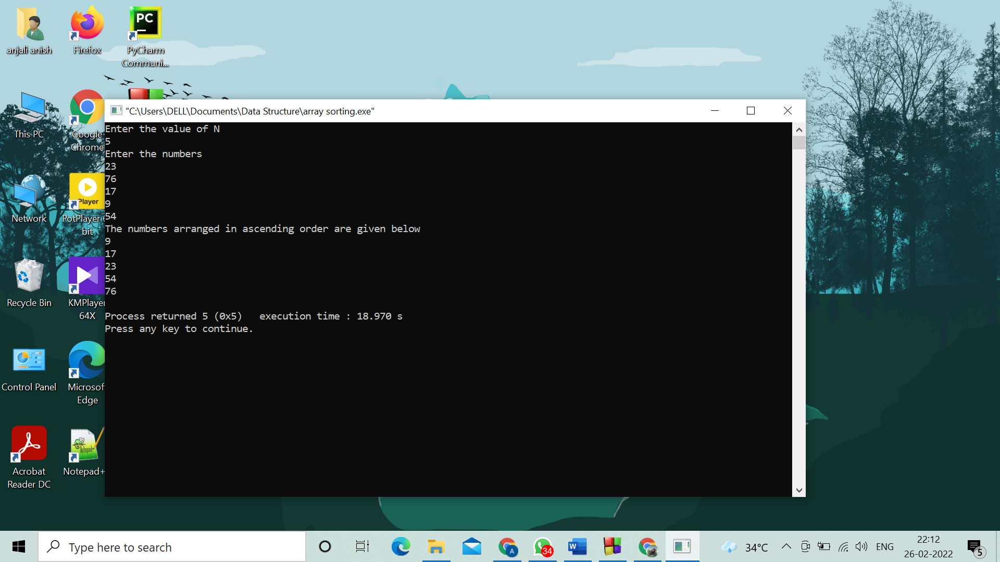 anjali anish
Firefox
PC
PyCharm
Communi...
This PC
Google
Chrome
Network
Player
PotPlayer
bit
Recycle Bin
KMPlayer
64X
Control Panel
Microsof
Edge
Acrobat
Reader DC
Notepad+
"C:\Users\DELL\Documents\Data Structure\array sorting.exe"
Enter the value of N
5
Enter the numbers
23
76
17
9
54
The numbers arranged in ascending order are given below
9
17
23
54
76
Process returned 5 (0x5)   execution time : 18.970 s
Press any key to continue.
Type here to search
A
34
W
34°C
ENG
22:12
26-02-2022
5